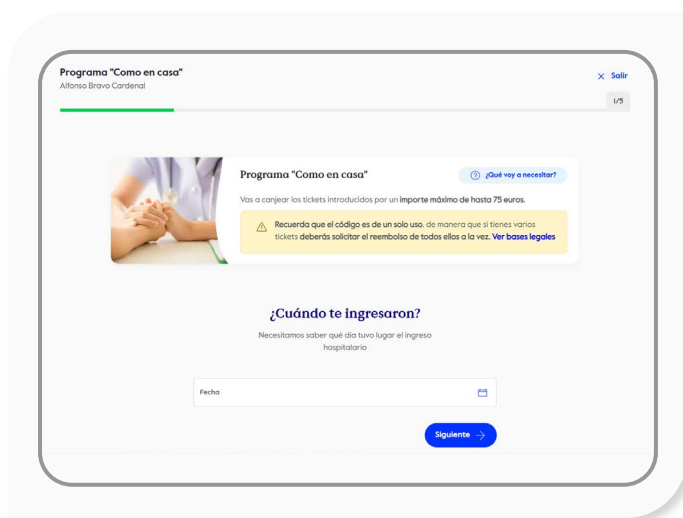 Programa "Como en casa"
Alfonso Bravo Cardenal
Salir
1/5
Programa "Como en casa"
¿Qué voy a necesitar?
Vas a canjear los tickets introducidos por un importe máximo de hasta 75 euros.
Recuerda que el código es de un solo uso, de manera que si tienes varios
tickets deberás solicitar el reembolso de todos ellos a la vez. Ver bases legales
¿Cuándo te ingresaron?
Necesitamos saber qué día tuvo lugar el ingreso
hospitalario
Fecha
Siguiente